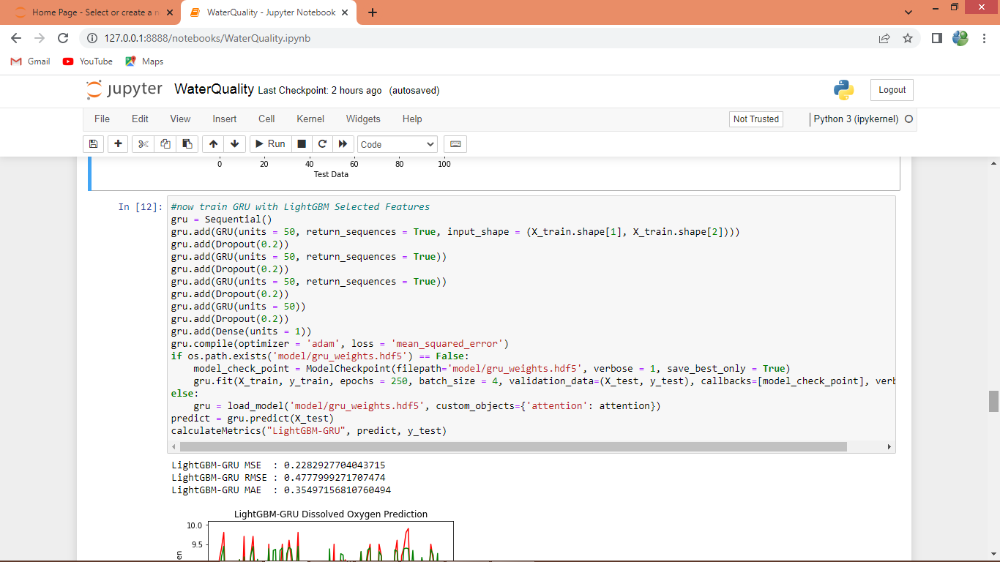 Home Page - Select or create a n
WaterQuality - Jupyter Notebook
127.0.0.1:8888/notebooks/WaterQuality.ipynb
Gmail YouTube Maps
jupyter WaterQuality Last Checkpoint: 2 hours ago (autosaved)
Logout
File Edit View Insert Cell Kernel Widgets Help
Not Trusted
Python 3 (ipykernel)
Run
Code
0 20 40 60 80 100
Test Data
In [12]:
#now train GRU with LightGBM Selected Features
gru = Sequential()
gru.add(GRU(units = 50, return_sequences = True, input_shape = (X_train.shape[1], X_train.shape[2])))
gru.add(Dropout(0.2))
gru.add(GRU(units = 50, return_sequences = True))
gru.add(Dropout(0.2))
gru.add(GRU(units = 50, return_sequences = True))
gru.add(Dropout(0.2))
gru.add(GRU(units = 50))
gru.add(Dropout(0.2))
gru.add(Dense(units = 1))
gru.compile(optimizer = 'adam', loss = 'mean_squared_error')
if os.path.exists('model/gru_weights.hdf5') == False:
    model_check_point = ModelCheckpoint(filepath='model/gru_weights.hdf5', verbose = 1, save_best_only = True)
    gru.fit(X_train, y_train, epochs = 250, batch_size = 4, validation_data=(X_test, y_test), callbacks=[model_check_point], verb
else:
    gru = load_model('model/gru_weights.hdf5', custom_objects={'attention': attention})
predict = gru.predict(X_test)
calculateMetrics("LightGBM-GRU", predict, y_test)
LightGBM-GRU MSE  : 0.2282927704043715
LightGBM-GRU RMSE : 0.4777999271707474
LightGBM-GRU MAE  : 0.35497156810760494
LightGBM-GRU Dissolved Oxygen Prediction
10.0
9.5
en